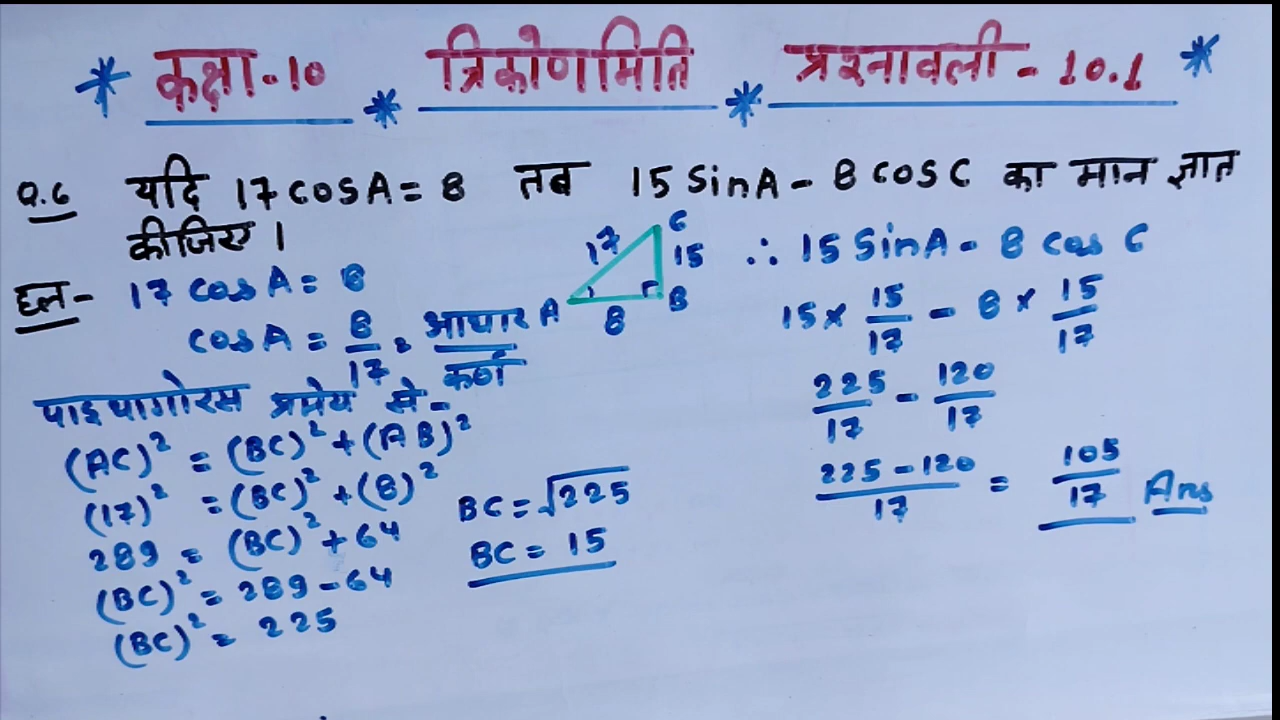 * कक्षा-10 * त्रिकोणमिति * प्रश्नावली - 10.1 *
Q.6 यदि 17 cosA = 8 तब 15 SinA - 8 cos C का मान ज्ञात
कीजिए ।
हल- 17 cosA = 8
cosA = 8/17 = आधार/कर्ण
A B C 17 15 8
पाइथागोरस प्रमेय से -
(AC)² = (BC)² + (AB)²
(17)² = (BC)² + (8)²
289 = (BC)² + 64
(BC)² = 289 - 64
(BC)² = 225
BC = √225
BC = 15
∴ 15 SinA - 8 cos C
15 × 15/17 - 8 × 15/17
225/17 - 120/17
225 - 120/17 = 105/17 Ans